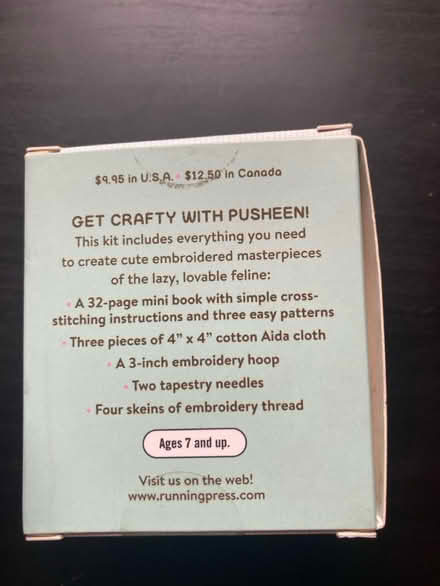 $9.95 in U.S.A. • $12.50 in Canada
GET CRAFTY WITH PUSHEEN!
This kit includes everything you need
to create cute embroidered masterpieces
of the lazy, lovable feline:
• A 32-page mini book with simple cross-
stitching instructions and three easy patterns
• Three pieces of 4” x 4” cotton Aida cloth
• A 3-inch embroidery hoop
• Two tapestry needles
• Four skeins of embroidery thread
Ages 7 and up.
Visit us on the web!
www.runningpress.com